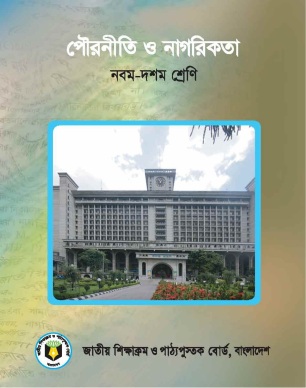 পৌরনীতি ও নাগরিকতা
নবম-দশম শ্রেণি
জাতীয় শিক্ষাক্রম ও পাঠ্যপুস্তক বোর্ড, বাংলাদেশ